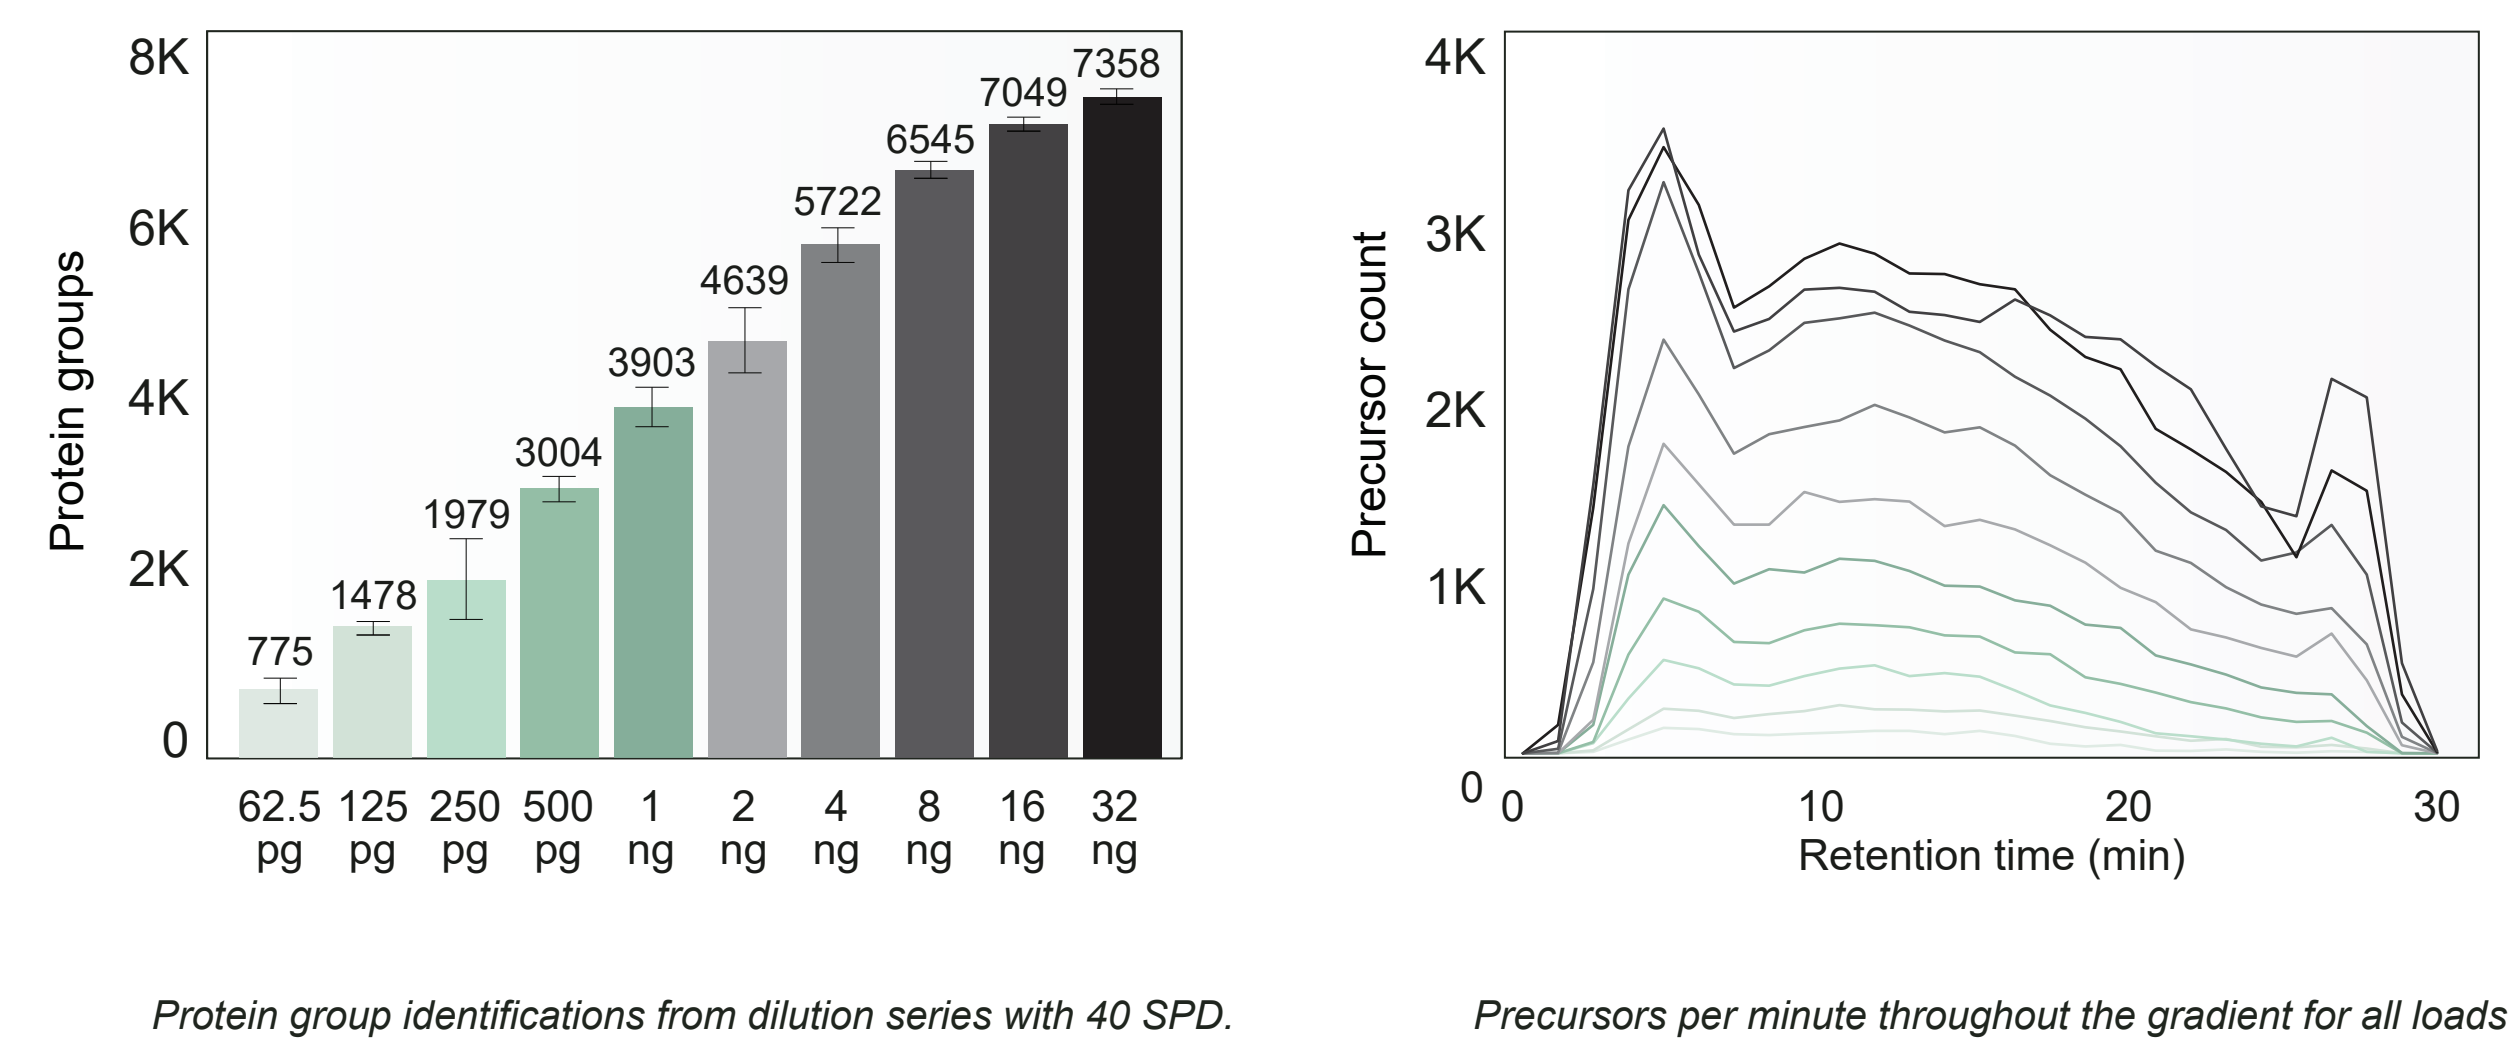 8K
6K
4K
2K
0
Protein groups
775
1478
1979
3004
3903
4639
5722
6545
7049
7358
62.5 125 250 500 1 2 4 8 16 32
pg pg pg pg ng ng ng ng ng ng
Protein group identifications from dilution series with 40 SPD.
4K
3K
2K
1K
0
Precursor count
0 10 20 30
Retention time (min)
Precursors per minute throughout the gradient for all loads